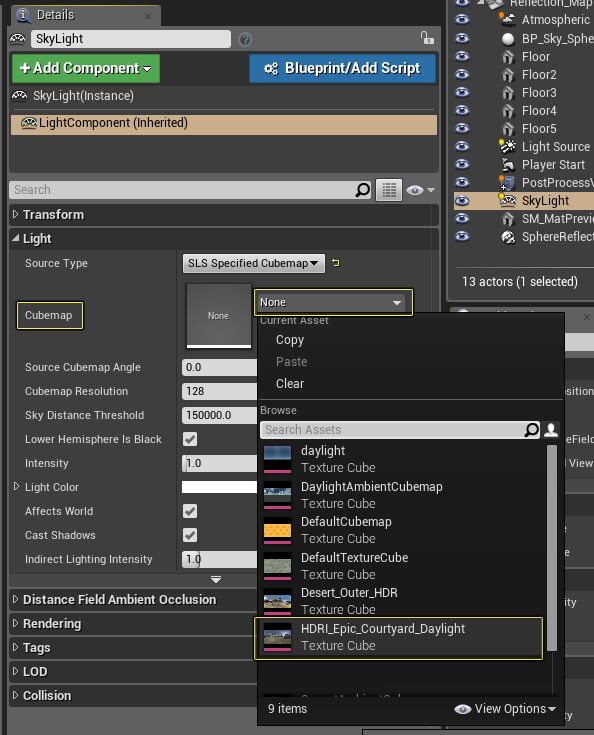 Details
SkyLight
+ Add Component
Blueprint/Add Script
SkyLight(Instance)
LightComponent (Inherited)
Search
Transform
Light
Source Type
SLS Specified Cubemap
Cubemap
None
None
Current Asset
Copy
Paste
Clear
Browse
Search Assets
daylight
Texture Cube
DaylightAmbientCubemap
Texture Cube
DefaultCubemap
Texture Cube
DefaultTextureCube
Texture Cube
Desert_Outer_HDR
Texture Cube
HDRI_Epic_Courtyard_Daylight
Texture Cube
9 items
View Options
Source Cubemap Angle
0.0
Cubemap Resolution
128
Sky Distance Threshold
150000.0
Lower Hemisphere Is Black
Intensity
1.0
Light Color
Affects World
Cast Shadows
Indirect Lighting Intensity
1.0
Distance Field Ambient Occlusion
Rendering
Tags
LOD
Collision
Reflection_Map
Atmospheric
BP_Sky_Sphe
Floor
Floor2
Floor3
Floor4
Floor5
Light Source
Player Start
PostProcessV
SkyLight
SM_MatPrevi
SphereReflect
13 actors (1 selected)